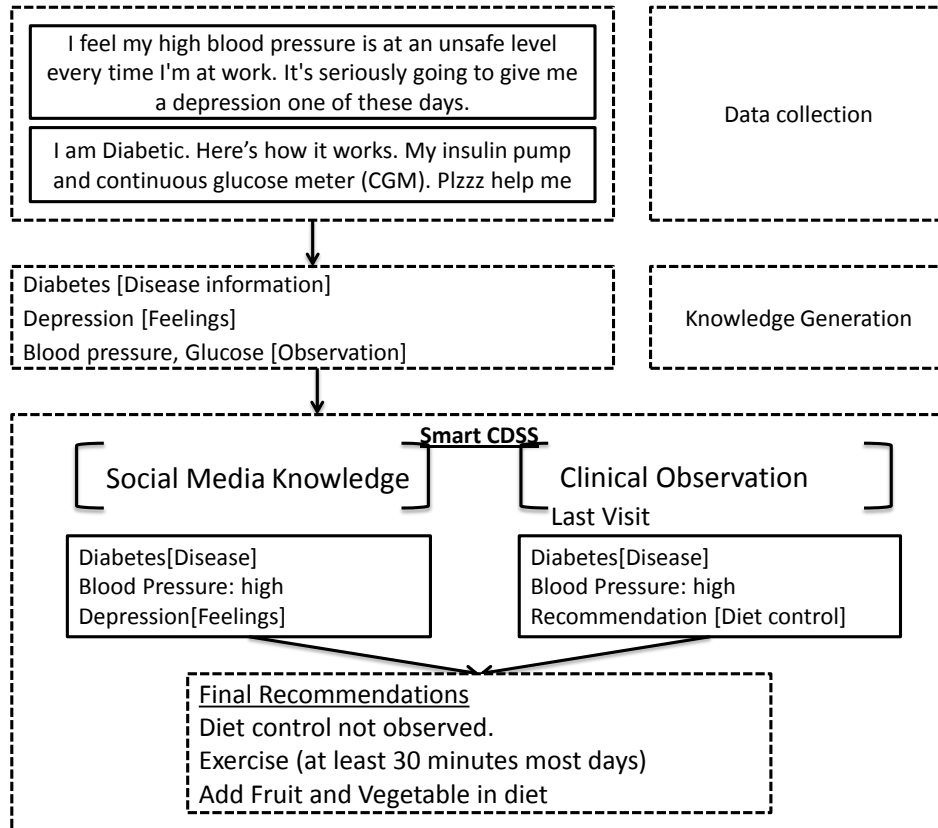 I feel my high blood pressure is at an unsafe level
every time I'm at work. It's seriously going to give me
a depression one of these days.
I am Diabetic. Here’s how it works. My insulin pump
and continuous glucose meter (CGM). Plzzz help me
Data collection
Diabetes [Disease information]
Depression [Feelings]
Blood pressure, Glucose [Observation]
Knowledge Generation
Smart CDSS
Social Media Knowledge
Clinical Observation
Last Visit
Diabetes[Disease]
Blood Pressure: high
Depression[Feelings]
Diabetes[Disease]
Blood Pressure: high
Recommendation [Diet control]
Final Recommendations
Diet control not observed.
Exercise (at least 30 minutes most days)
Add Fruit and Vegetable in diet